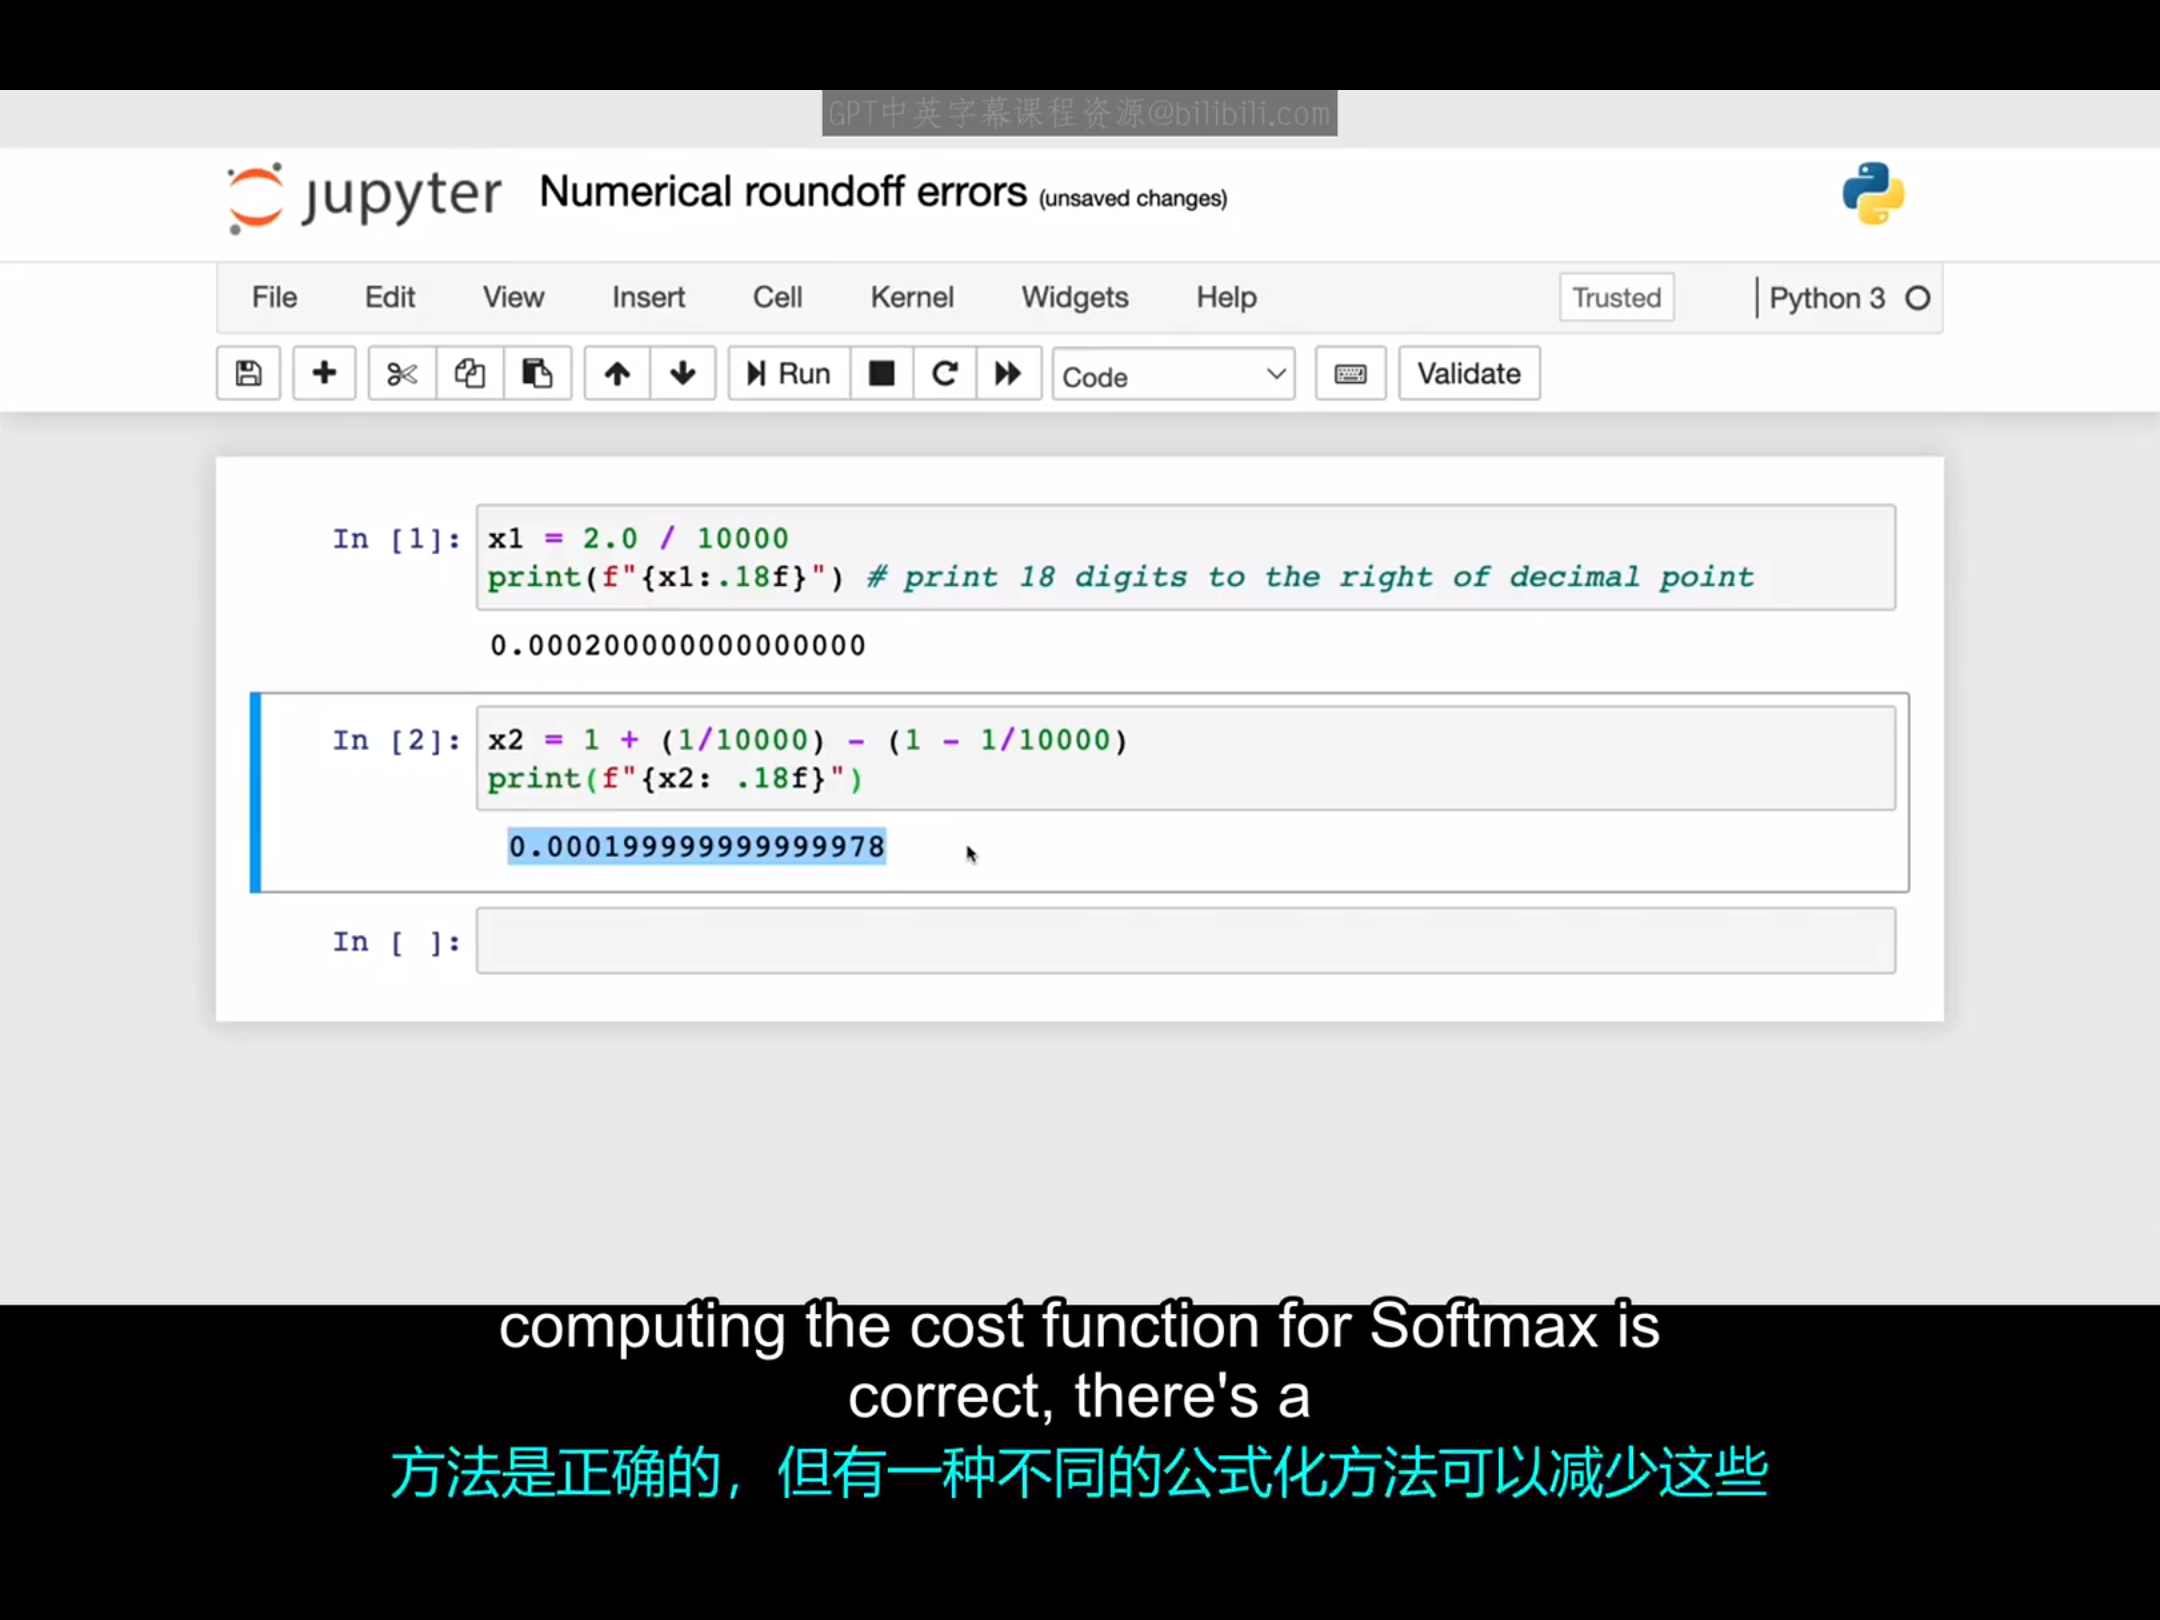 GPT中英字幕课程资源@bilibili.com
jupyter Numerical roundoff errors (unsaved changes)
File Edit View Insert Cell Kernel Widgets Help Trusted Python 3
Run Code Validate
In [1]: x1 = 2.0 / 10000
print(f"{x1:.18f}") # print 18 digits to the right of decimal point
0.000200000000000000
In [2]: x2 = 1 + (1/10000) - (1 - 1/10000)
print(f"{x2: .18f}")
0.000199999999999978
In [ ]:
computing the cost function for Softmax is
correct, there's a
方法是正确的，但有一种不同的公式化方法可以减少这些